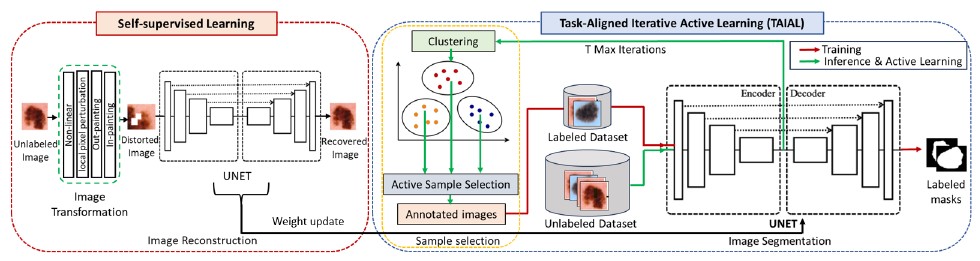 Self-supervised Learning
Unlabeled
Image
Non-linear
local pixel perturbation
Out-painting
In-painting
Image
Transformation
Distorted
Image
UNET
Recovered
Image
Weight update
Image Reconstruction
Task-Aligned Iterative Active Learning (TAIAL)
Clustering
T Max Iterations
Training
Inference & Active Learning
Active Sample Selection
Annotated images
Sample selection
Labeled Dataset
Unlabeled Dataset
Encoder
Decoder
UNET
Image Segmentation
Labeled
masks